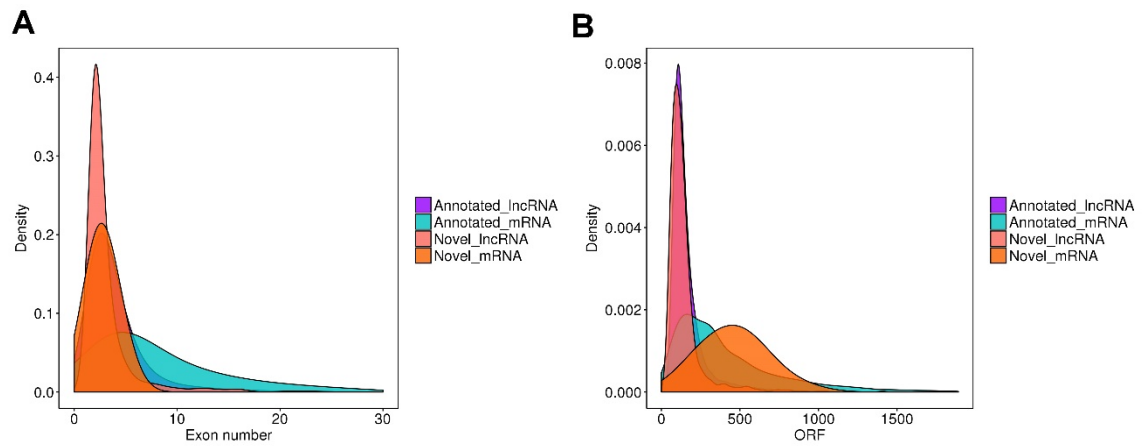 A
0.4
0.3
0.2
0.1
0.0
Density
0
10
20
30
Exon number
Annotated_lncRNA
Annotated_mRNA
Novel_lncRNA
Novel_mRNA
B
0.008
0.006
0.004
0.002
0.000
Density
0
500
1000
1500
ORF
Annotated_lncRNA
Annotated_mRNA
Novel_lncRNA
Novel_mRNA